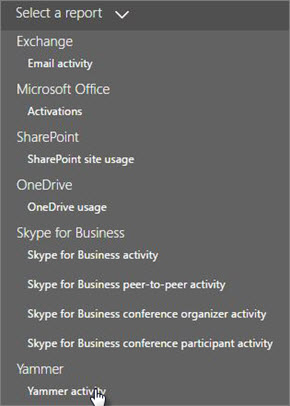 Select a report
Exchange
Email activity
Microsoft Office
Activations
SharePoint
SharePoint site usage
OneDrive
OneDrive usage
Skype for Business
Skype for Business activity
Skype for Business peer-to-peer activity
Skype for Business conference organizer activity
Skype for Business conference participant activity
Yammer
Yammer activity